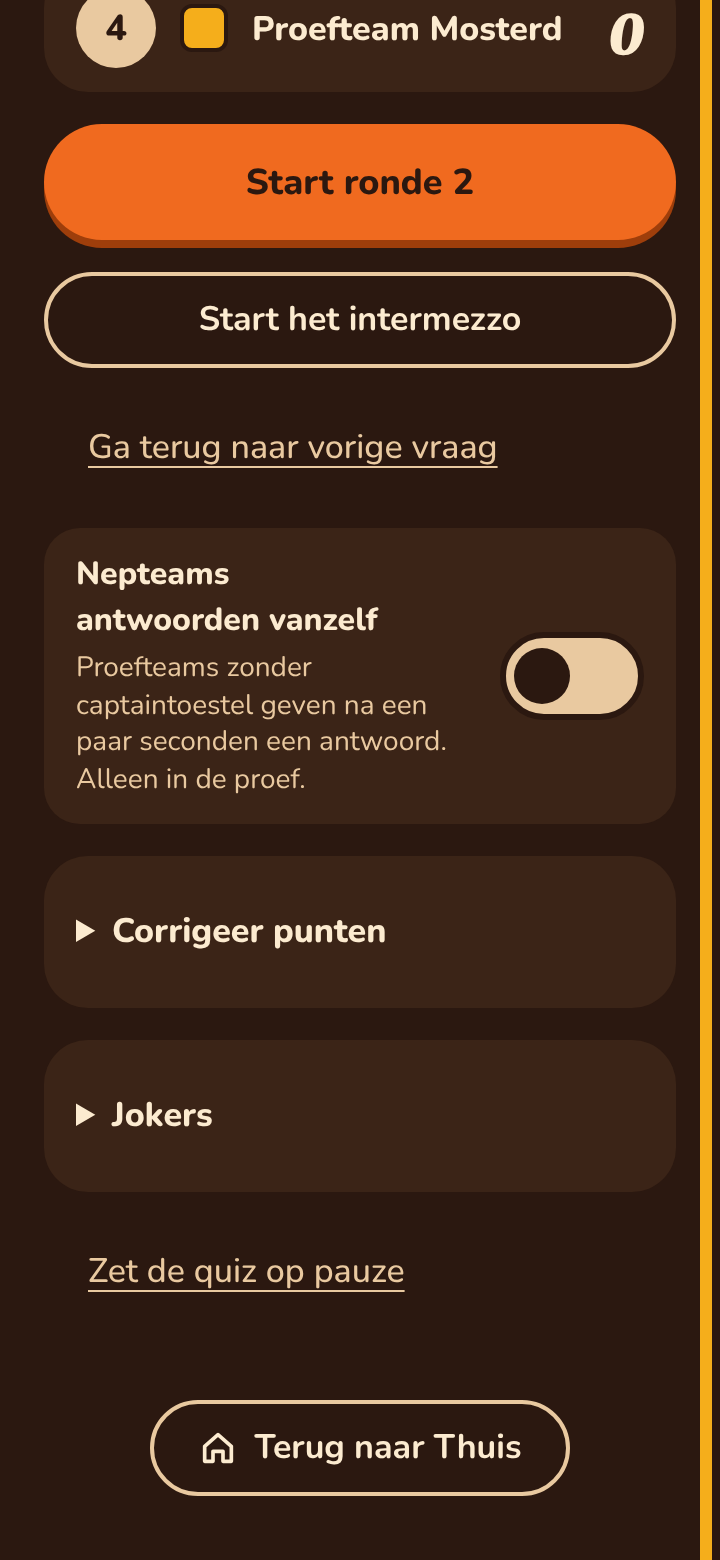 4 Proefteam Mosterd 0
Start ronde 2
Start het intermezzo
Ga terug naar vorige vraag
Nepteams
antwoorden vanzelf
Proefteams zonder
captaintoestel geven na een
paar seconden een antwoord.
Alleen in de proef.
Corrigeer punten
Jokers
Zet de quiz op pauze
Terug naar Thuis